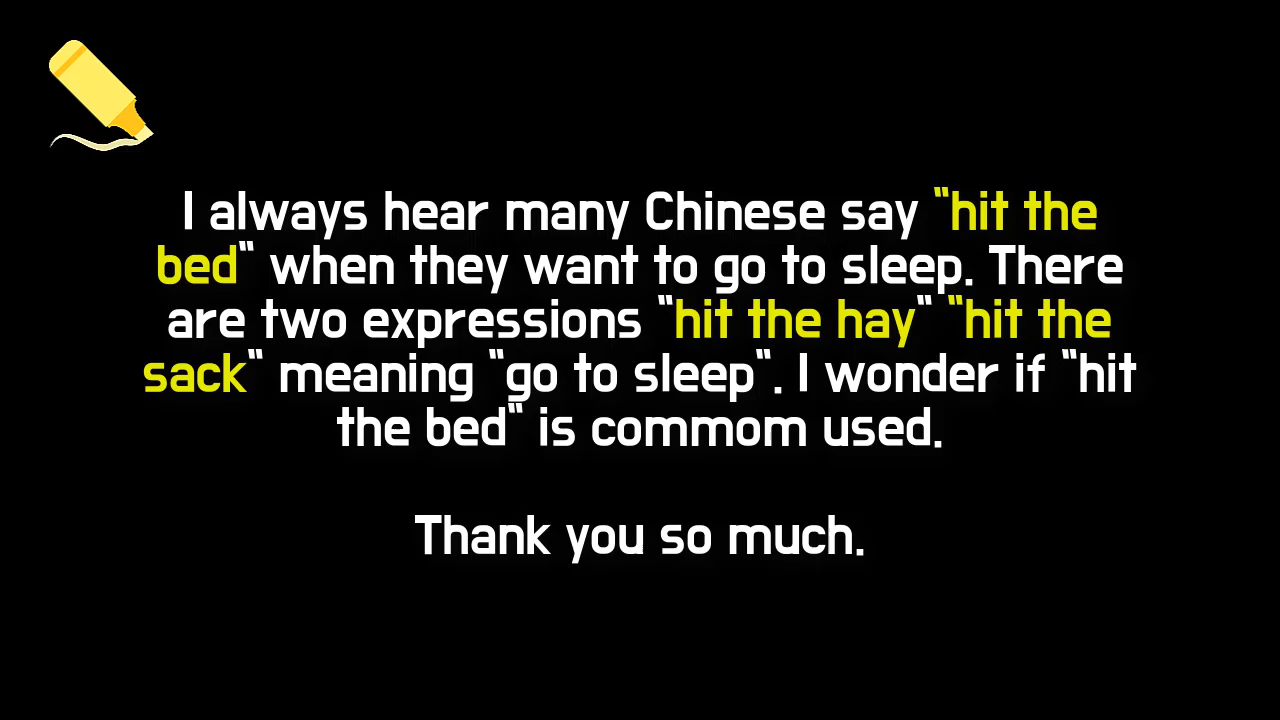 I always hear many Chinese say "hit the
bed" when they want to go to sleep. There
are two expressions "hit the hay" "hit the
sack" meaning "go to sleep". I wonder if "hit
the bed" is commom used.
Thank you so much.